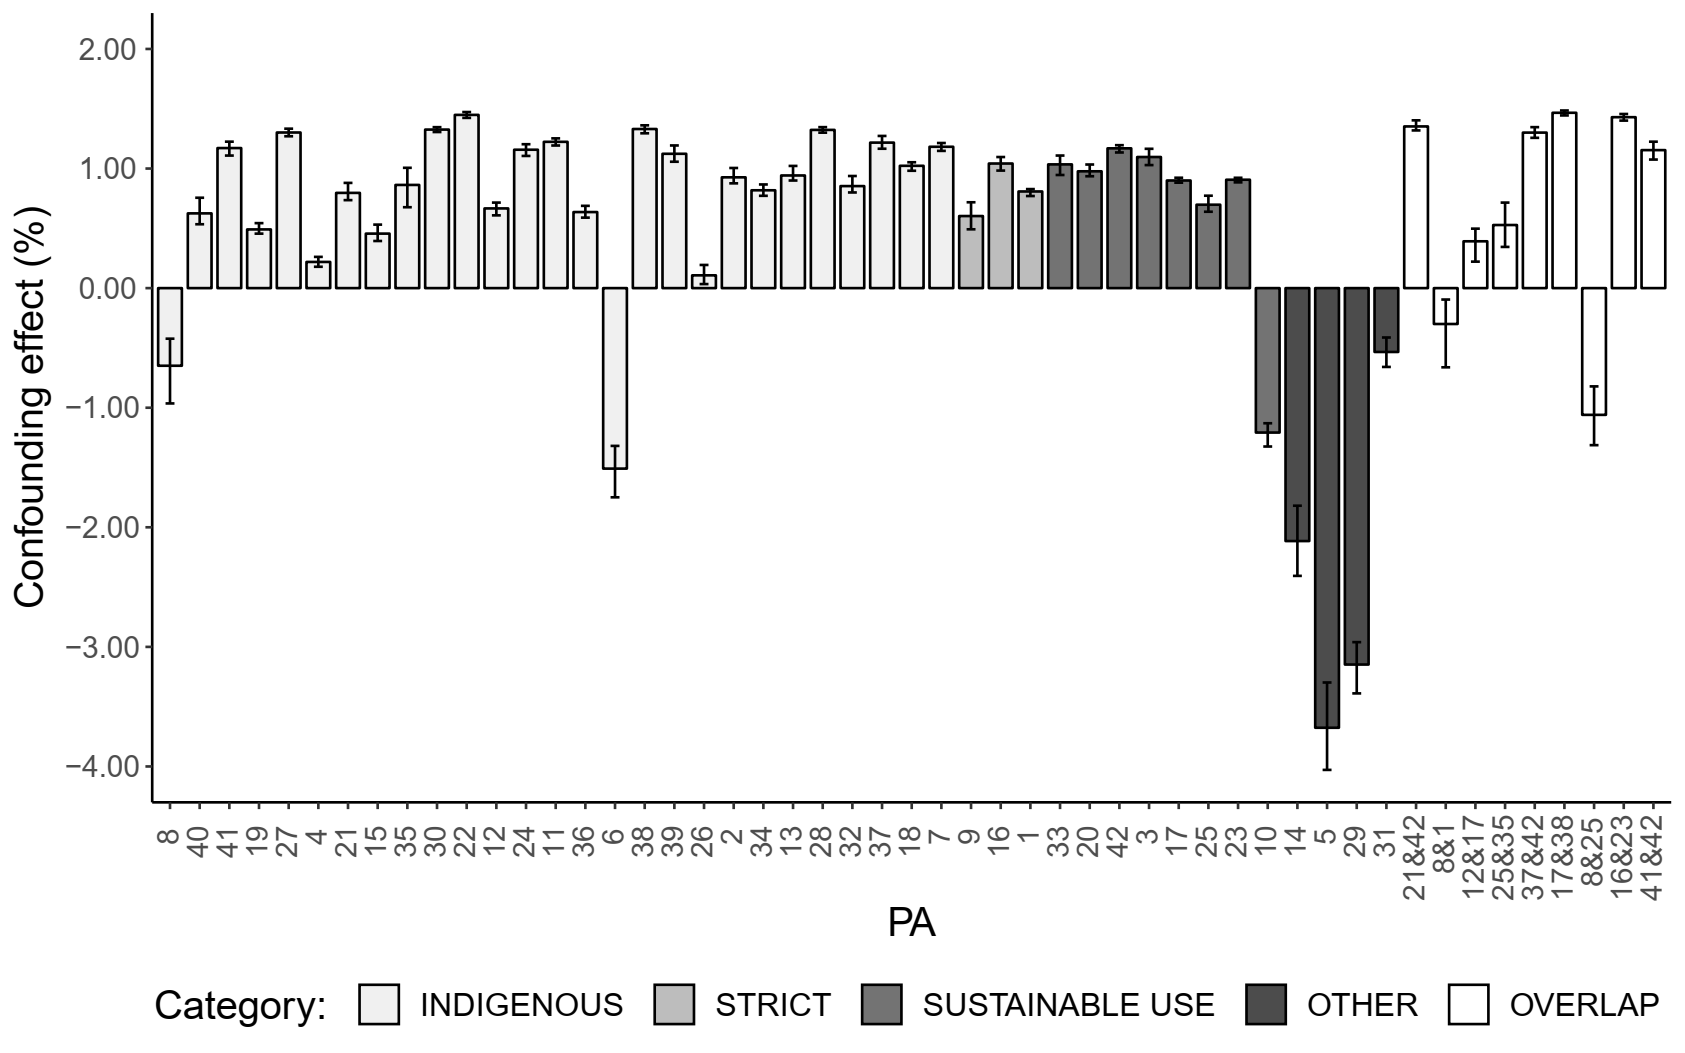 Confounding effect (%)
2.00
1.00
0.00
−1.00
−2.00
−3.00
−4.00
8 40 41 19 27 4 21 15 35 30 22 12 24 11 36 6 38 39 26 2 34 13 28 32 37 18 7 9 16 1 33 20 42 3 17 25 23 10 14 5 29 31 21&42 8&1 12&17 25&35 37&42 17&38 8&25 16&23 41&42
PA
Category: INDIGENOUS STRICT SUSTAINABLE USE OTHER OVERLAP